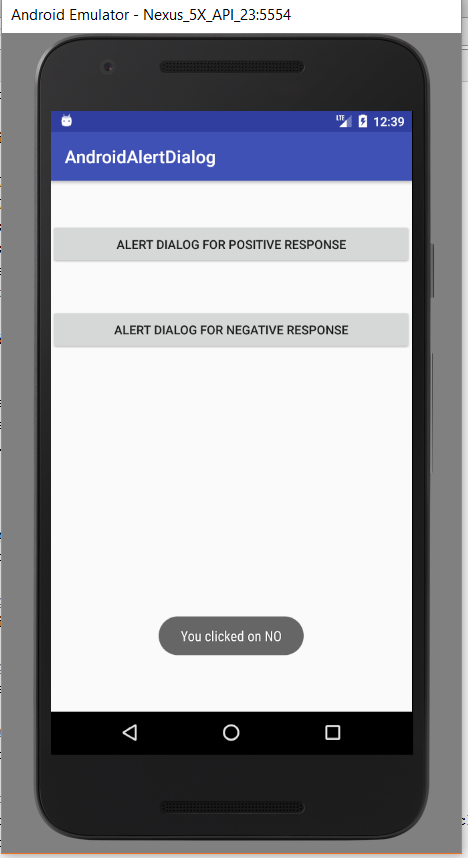 Android Emulator - Nexus_5X_API_23:5554
LTE 12:39
AndroidAlertDialog
ALERT DIALOG FOR POSITIVE RESPONSE
ALERT DIALOG FOR NEGATIVE RESPONSE
You clicked on NO